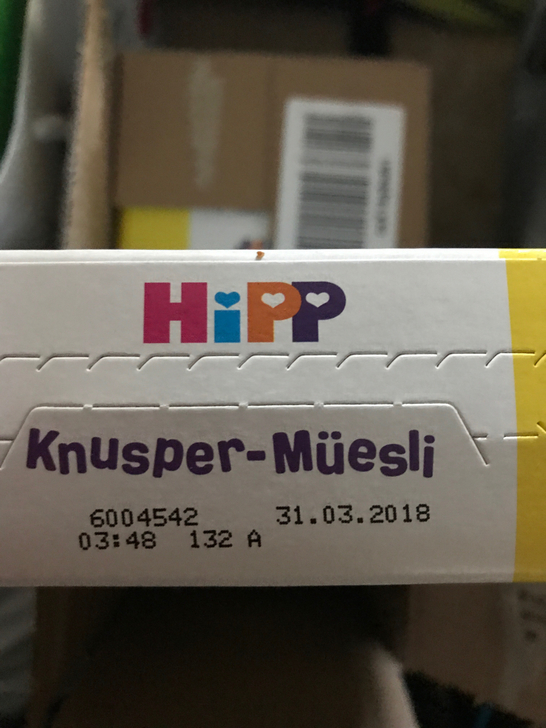 HiPP
Knusper-Müesli
6004542 31.03.2018
03:48 132 A